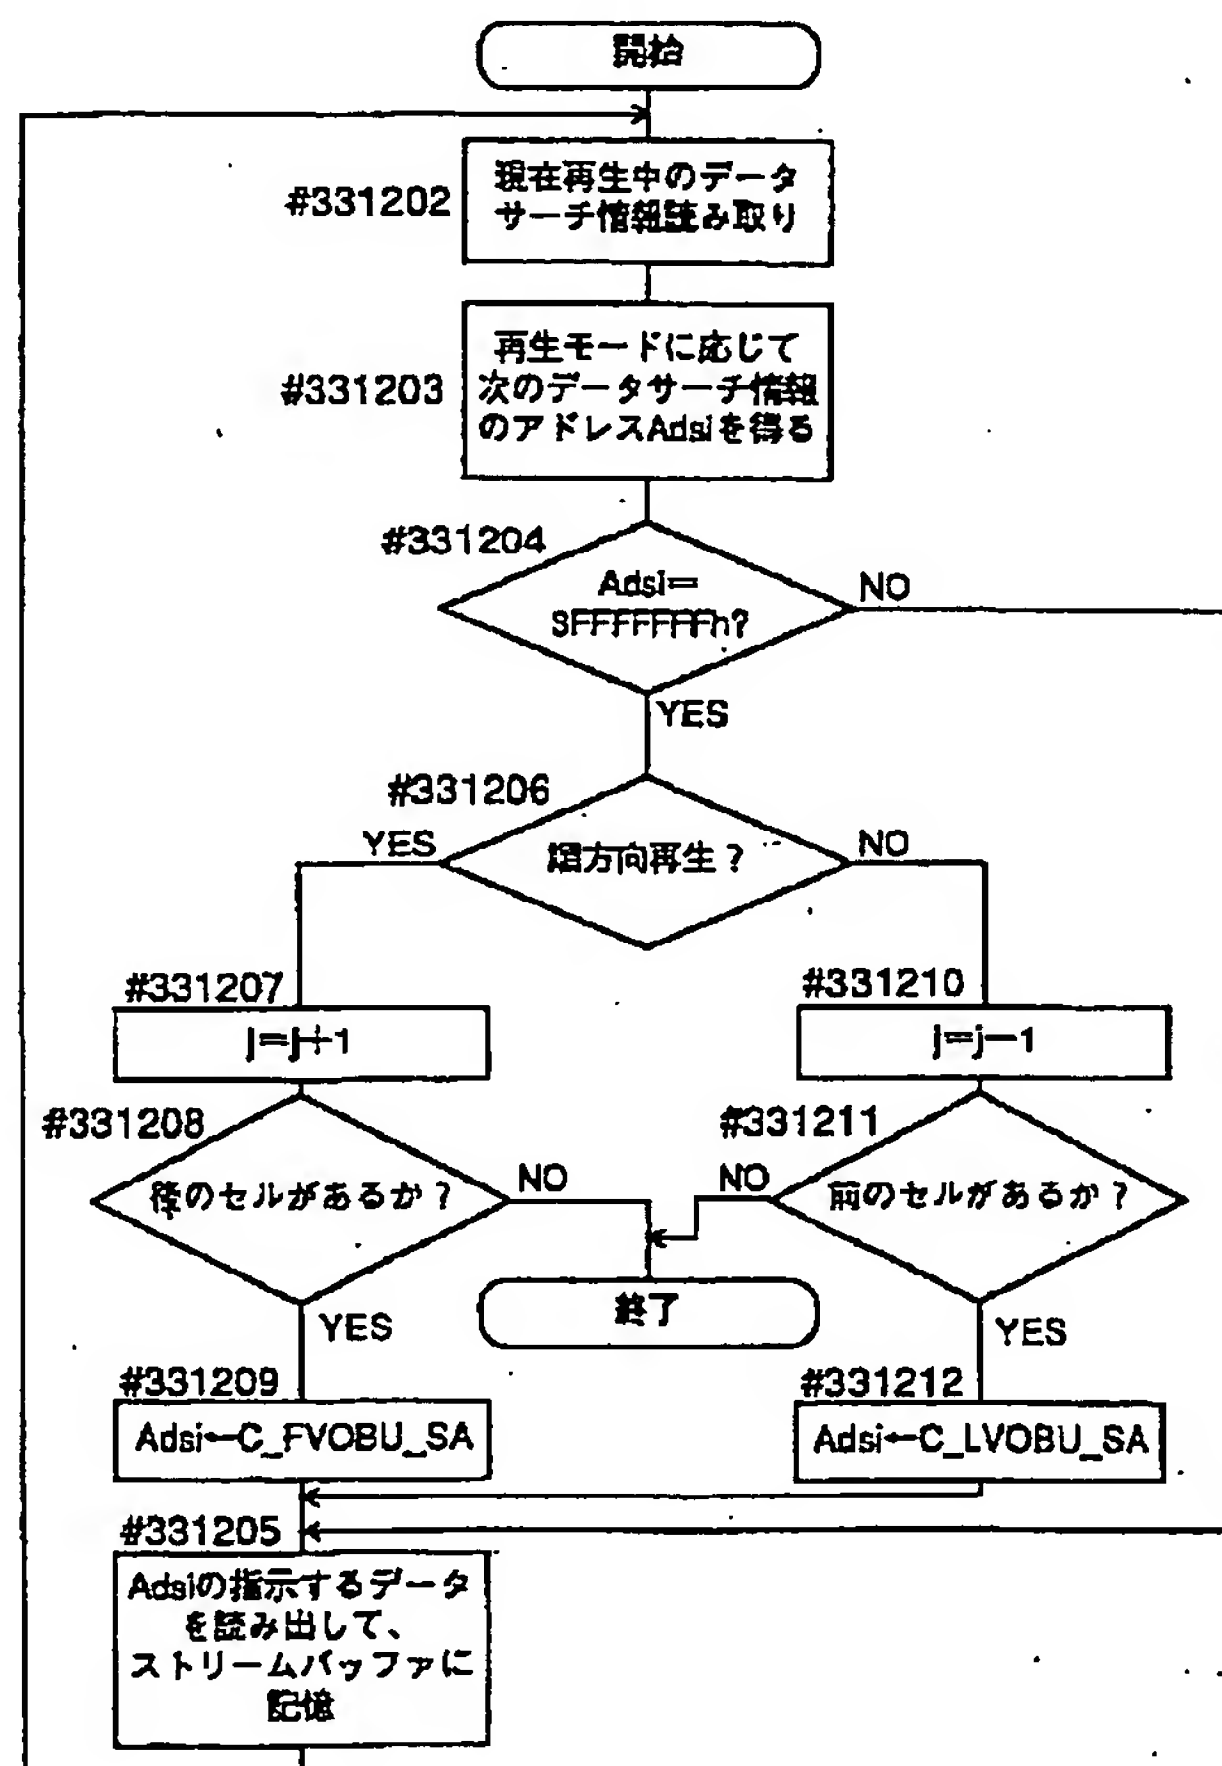 開始
#331202
現在再生中のデータ
サーチ情報読み取り
#331203
再生モードに応じて
次のデータサーチ情報
のアドレスAdsiを得る
#331204
Adsi=
3FFFFFFFh?
NO
YES
#331206
YES
順方向再生?
NO
#331207
j=j+1
#331210
j=j-1
#331208
後のセルがあるか?
NO
#331211
NO
前のセルがあるか?
終了
YES
YES
#331209
Adsi←C_FVOBU_SA
#331212
Adsi←C_LVOBU_SA
#331205
Adsiの指示するデータ
を読み出して、
ストリームバッファに
記憶